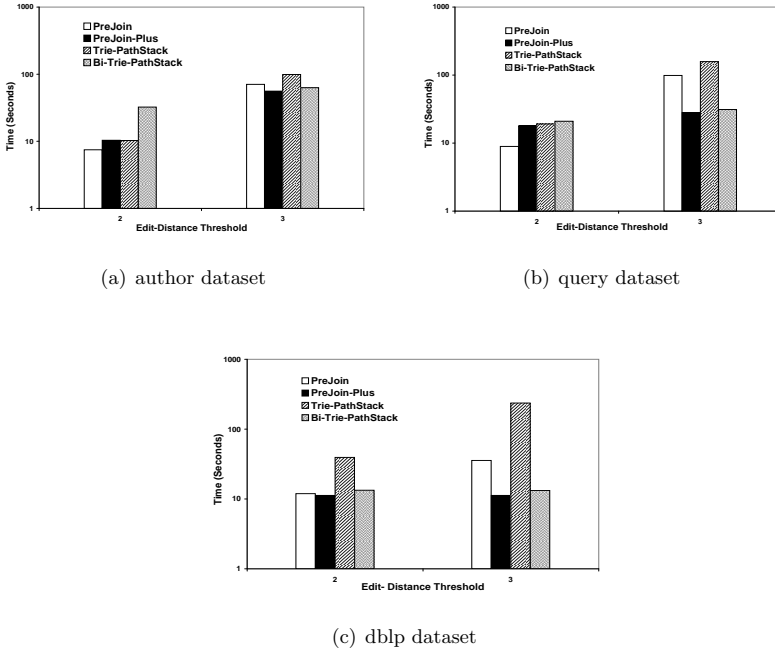 1000
100
10
1
Time (Seconds)
PreJoin
PreJoin-Plus
Trie-PathStack
Bi-Trie-PathStack
2
3
Edit-Distance Threshold
(a) author dataset
1000
100
10
1
Time (Seconds)
PreJoin
PreJoin-Plus
Trie-PathStack
Bi-Trie-PathStack
2
3
Edit-Distance Threshold
(b) query dataset
1000
100
10
1
Time (Seconds)
PreJoin
PreJoin-Plus
Trie-PathStack
Bi-Trie-PathStack
2
3
Edit- Distance Threshold
(c) dblp dataset